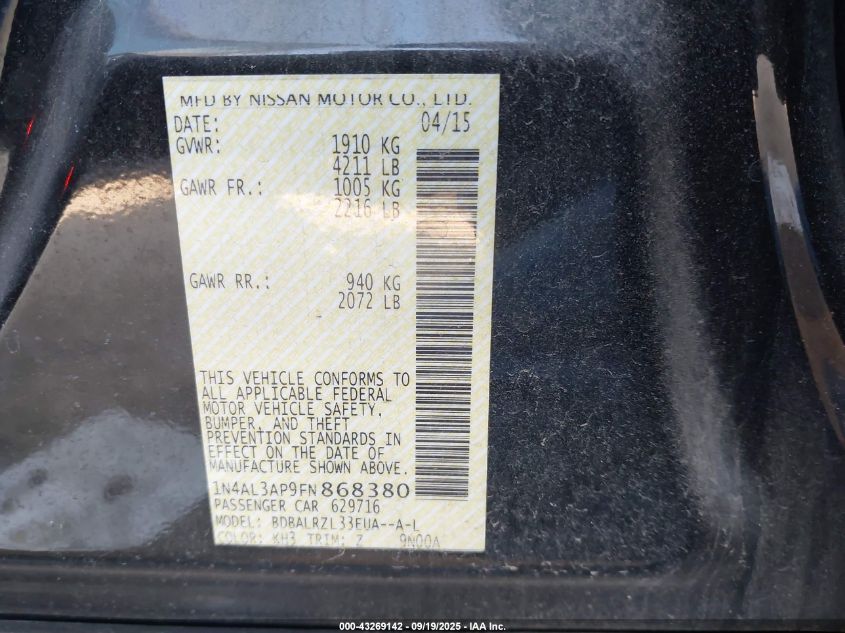 MFD BY NISSAN MOTOR CO., LTD.
DATE: 04/15
GVWR: 1910 KG
4211 LB
GAWR FR.: 1005 KG
2216 LB
GAWR RR.: 940 KG
2072 LB
THIS VEHICLE CONFORMS TO
ALL APPLICABLE FEDERAL
MOTOR VEHICLE SAFETY,
BUMPER, AND THEFT
PREVENTION STANDARDS IN
EFFECT ON THE DATE OF
MANUFACTURE SHOWN ABOVE.
1N4AL3AP9FN868380
PASSENGER CAR 629716
MODEL: BDBALRZL33EUA--A-L
COLOR: KH3 TRIM: Z 9N00A
000-43269142 - 09/19/2025 - IAA Inc.